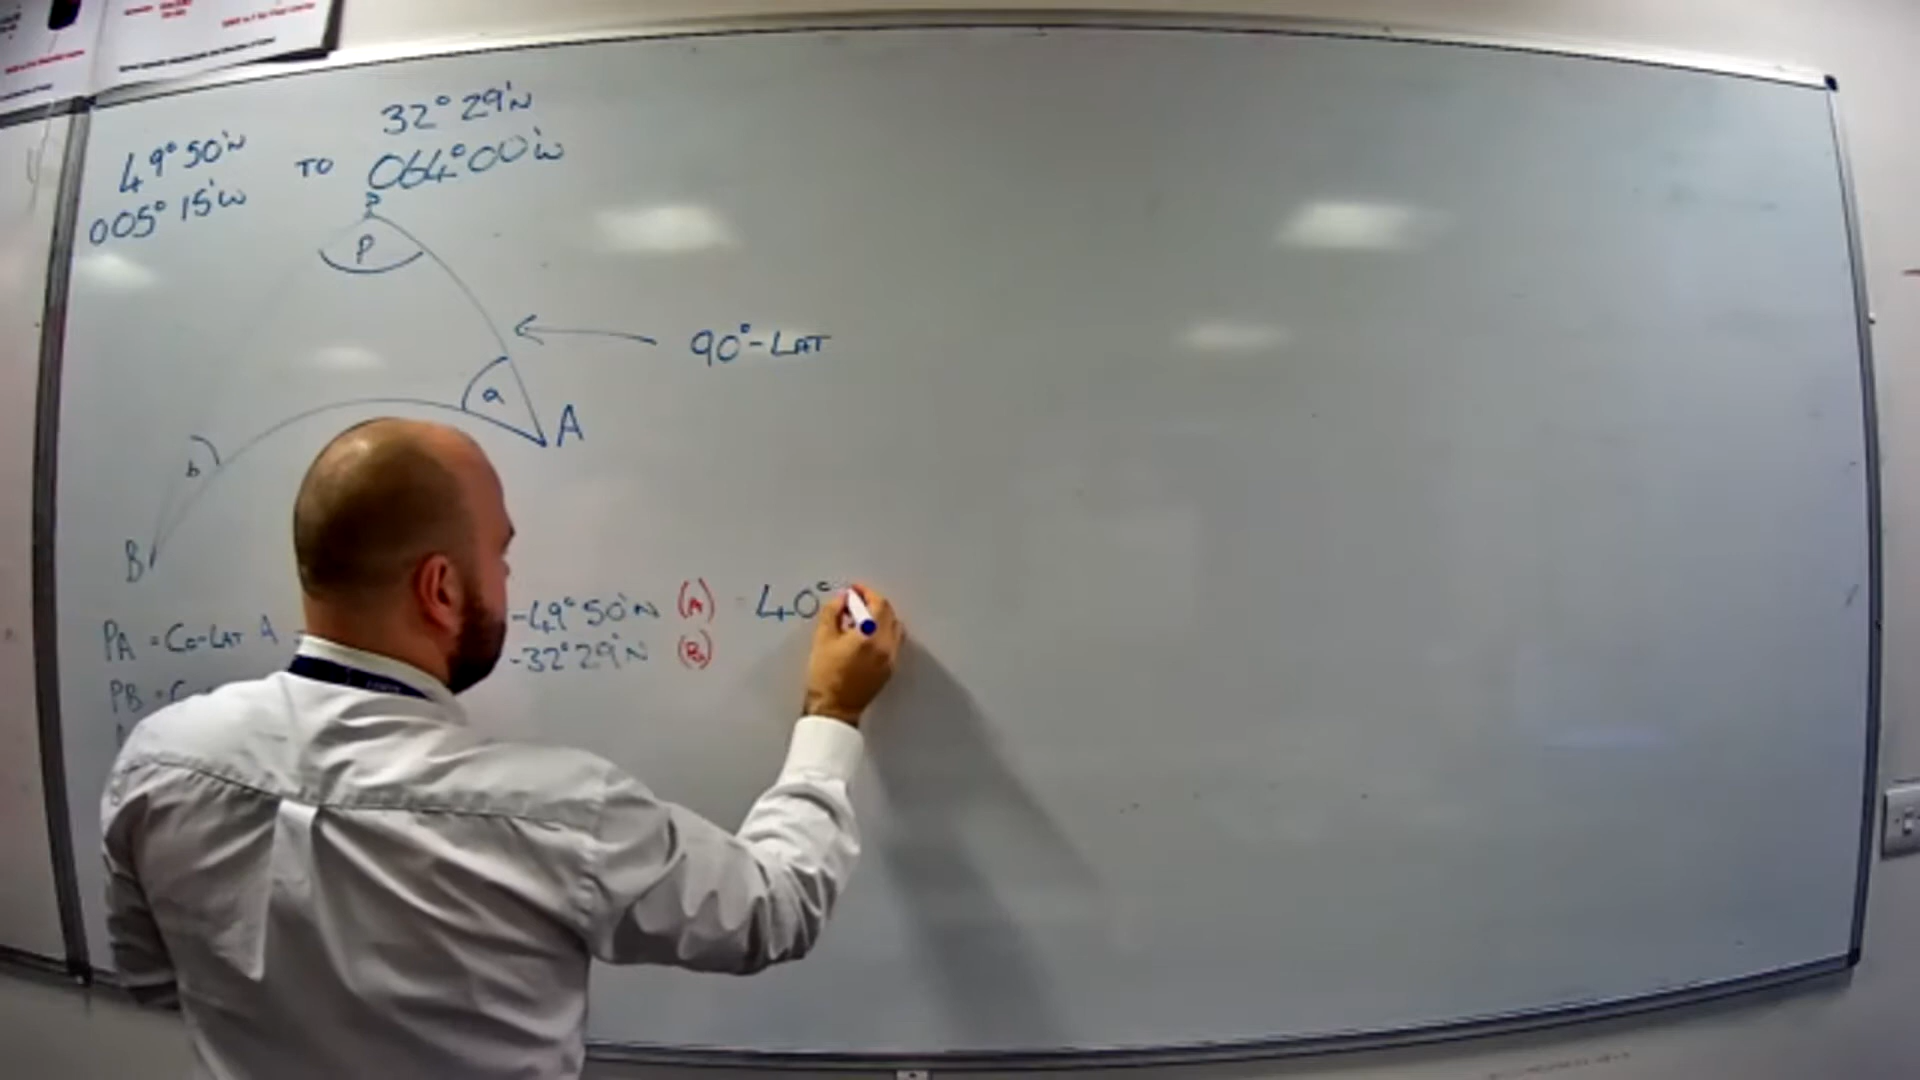 49°50'N
005°15'W
TO
32°29'N
064°00'W
P
P
90°-LAT
a
A
b
B
PA = CO-LAT A
-49°50'N (A) = 40°
PB =
-32°29'N (B)